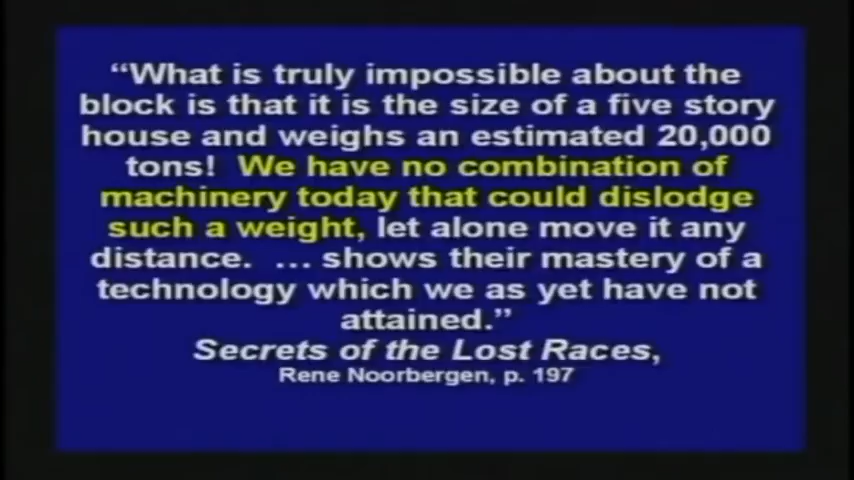 “What is truly impossible about the
block is that it is the size of a five story
house and weighs an estimated 20,000
tons! We have no combination of
machinery today that could dislodge
such a weight, let alone move it any
distance. … shows their mastery of a
technology which we as yet have not
attained.”
Secrets of the Lost Races,
Rene Noorbergen, p. 197